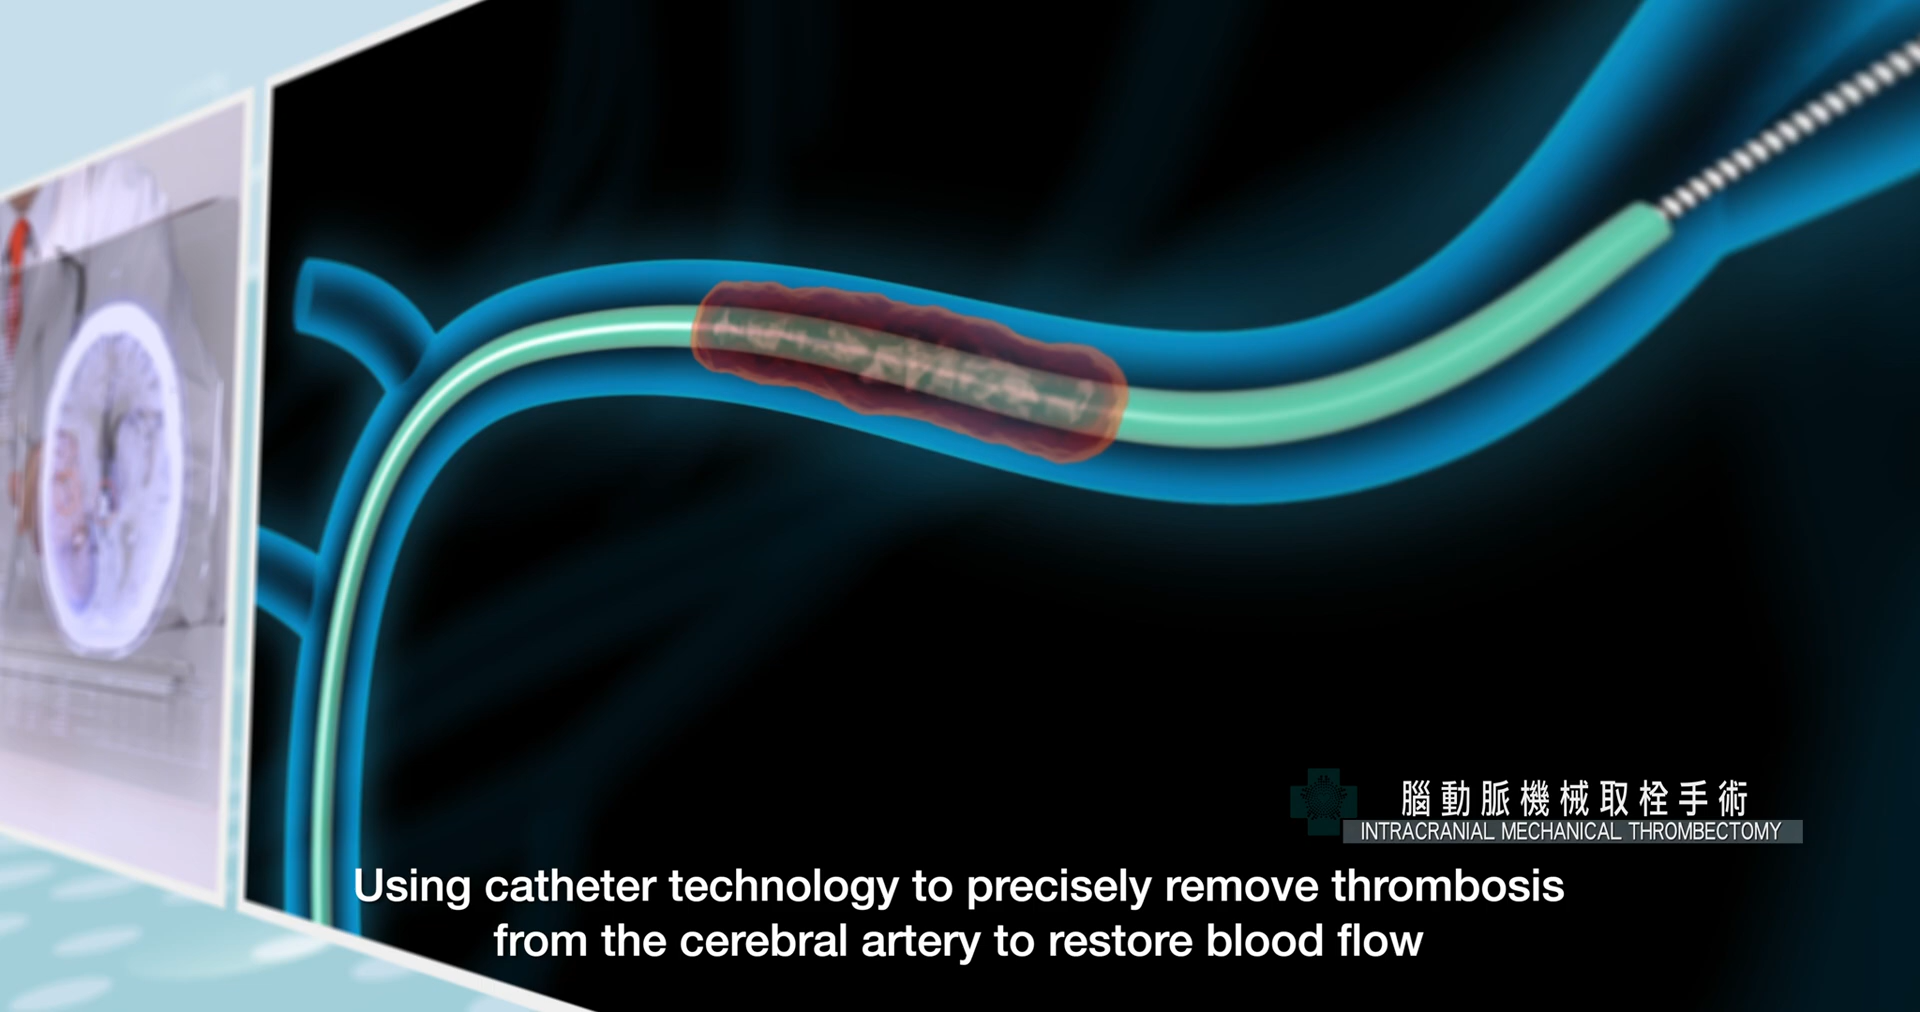 腦動脈機械取栓手術
INTRACRANIAL MECHANICAL THROMBECTOMY
Using catheter technology to precisely remove thrombosis
from the cerebral artery to restore blood flow